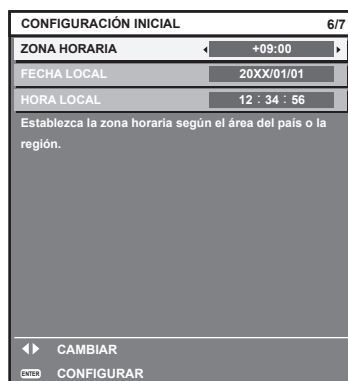 CONFIGURACIÓN INICIAL 6/7
ZONA HORARIA +09:00
FECHA LOCAL 20XX/01/01
HORA LOCAL 12 : 34 : 56
Establezca la zona horaria según el área del país o la
región.
CAMBIAR
ENTER CONFIGURAR